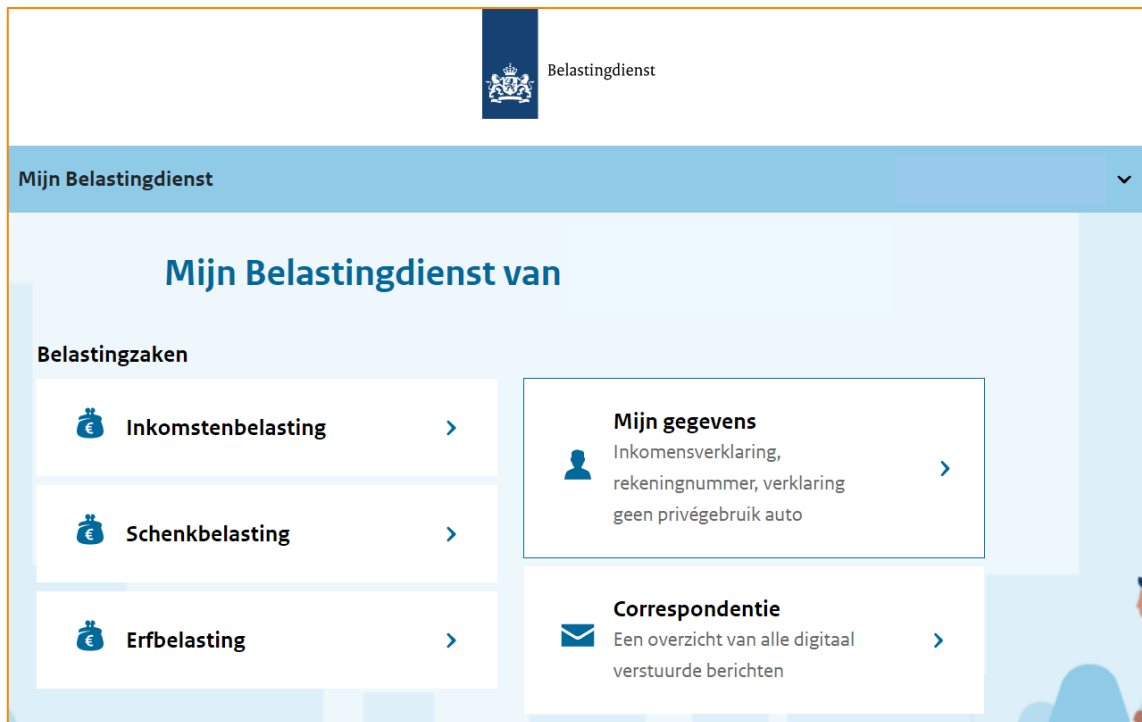 Belastingdienst
Mijn Belastingdienst
Mijn Belastingdienst van
Belastingzaken
Inkomstenbelasting
Schenkbelasting
Erfbelasting
Mijn gegevens
Inkomensverklaring,
rekeningnummer, verklaring
geen privégebruik auto
Correspondentie
Een overzicht van alle digitaal
verstuurde berichten